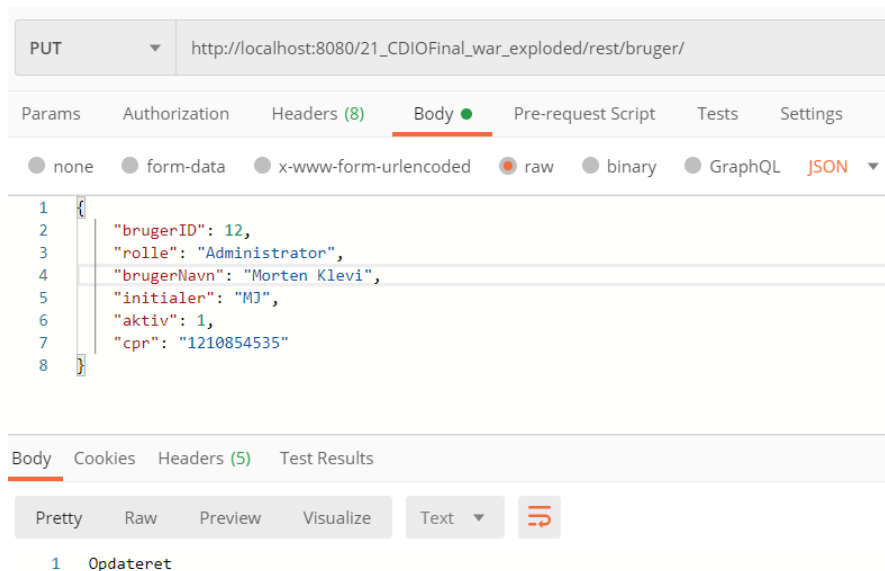 PUT http://localhost:8080/21_CDIOFinal_war_exploded/rest/bruger/
Params Authorization Headers (8) Body Pre-request Script Tests Settings
none form-data x-www-form-urlencoded raw binary GraphQL JSON
1 {
2 "brugerID": 12,
3 "rolle": "Administrator",
4 "brugerNavn": "Morten Klevi",
5 "initialer": "MJ",
6 "aktiv": 1,
7 "cpr": "1210854535"
8 }
Body Cookies Headers (5) Test Results
Pretty Raw Preview Visualize Text
1 Opdateret